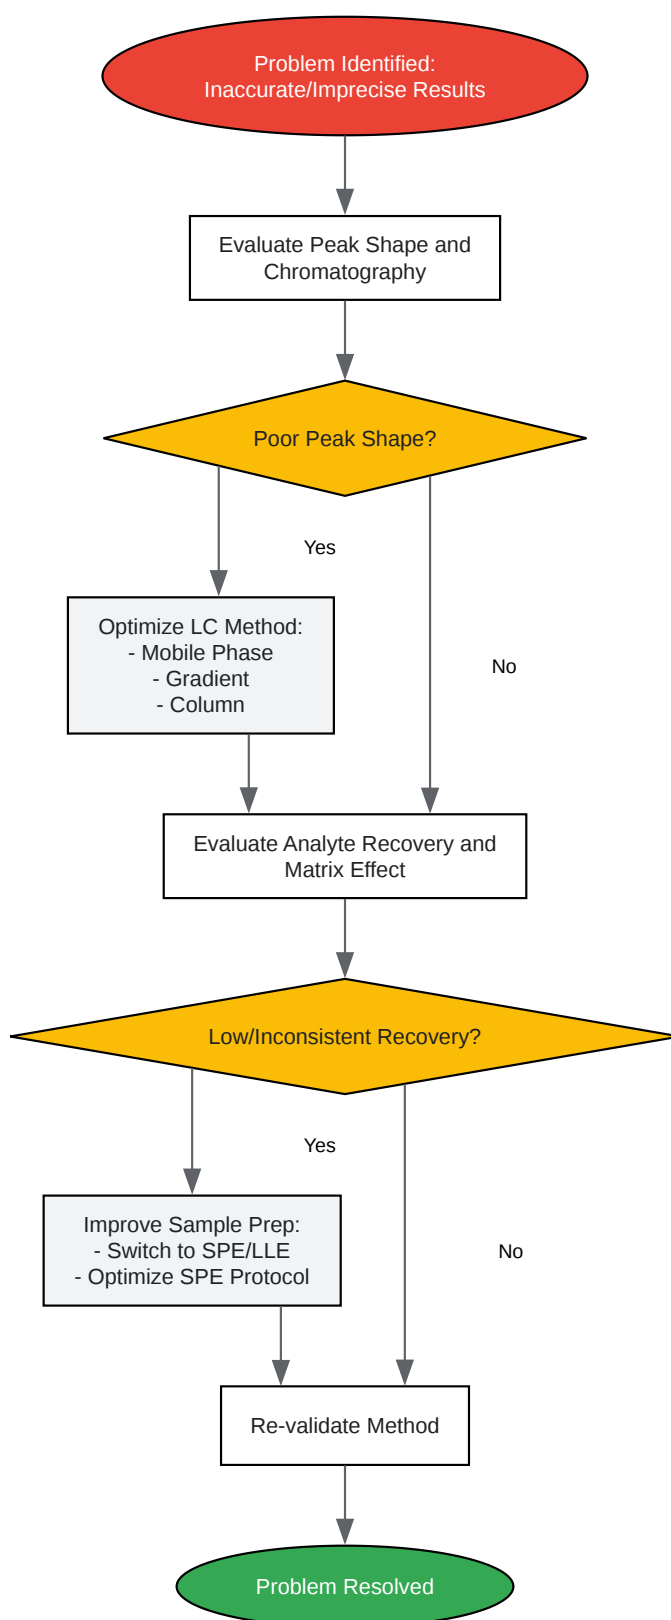 Problem Identified:
Inaccurate/Imprecise Results
Evaluate Peak Shape and
Chromatography
Poor Peak Shape?
Yes
Optimize LC Method:
- Mobile Phase
- Gradient
- Column
No
Evaluate Analyte Recovery and
Matrix Effect
Low/Inconsistent Recovery?
Yes
Improve Sample Prep:
- Switch to SPE/LLE
- Optimize SPE Protocol
No
Re-validate Method
Problem Resolved